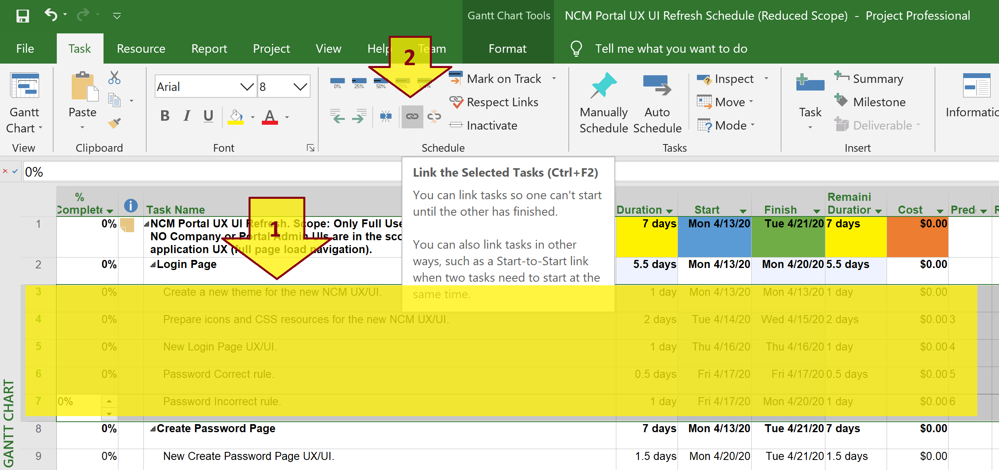 Gantt Chart Tools
NCM Portal UX UI Refresh Schedule (Reduced Scope) - Project Professional
File
Task
Resource
Report
Project
View
Help
Team
Format
Tell me what you want to do
2
Gantt
Chart
View
Paste
Clipboard
Arial
8
B I U
A
Font
0%
25%
50%
75%
100%
Mark on Track
Respect Links
Inactivate
Schedule
Manually
Schedule
Auto
Schedule
Inspect
Move
Mode
Tasks
Task
Summary
Milestone
Deliverable
Insert
Informatio
0%
Link the Selected Tasks (Ctrl+F2)
You can link tasks so one can't start
until the other has finished.
You can also link tasks in other
ways, such as a Start-to-Start link
when two tasks need to start at the
same time.
1
GANTT CHART
%
Complete
Task Name
Duration
Start
Finish
Remaini
Duration
Cost
Pred
R
1 0% NCM Portal UX UI Refresh. Scope: Only Full Use 7 days Mon 4/13/20 Tue 4/21/20 7 days $0.00
NO Company or Portal Admin UIs are in the sco
application UX (full page load navigation).
2 0% Login Page 5.5 days Mon 4/13/20 Mon 4/20/20 5.5 days $0.00
3 0% Create a new theme for the new NCM UX/UI. 1 day Mon 4/13/20 Mon 4/13/20 1 day $0.00
4 0% Prepare icons and CSS resources for the new NCM UX/UI. 2 days Tue 4/14/20 Wed 4/15/20 2 days $0.00 3
5 0% New Login Page UX/UI. 1 day Thu 4/16/20 Thu 4/16/20 1 day $0.00 4
6 0% Password Correct rule. 0.5 days Fri 4/17/20 Fri 4/17/20 0.5 days $0.00 5
7 0% Password Incorrect rule. 1 day Fri 4/17/20 Mon 4/20/20 1 day $0.00 6
8 0% Create Password Page 7 days Mon 4/13/20 Tue 4/21/20 7 days $0.00
9 0% New Create Password Page UX/UI. 1.5 days Mon 4/20/20 Tue 4/21/20 1.5 days $0.00